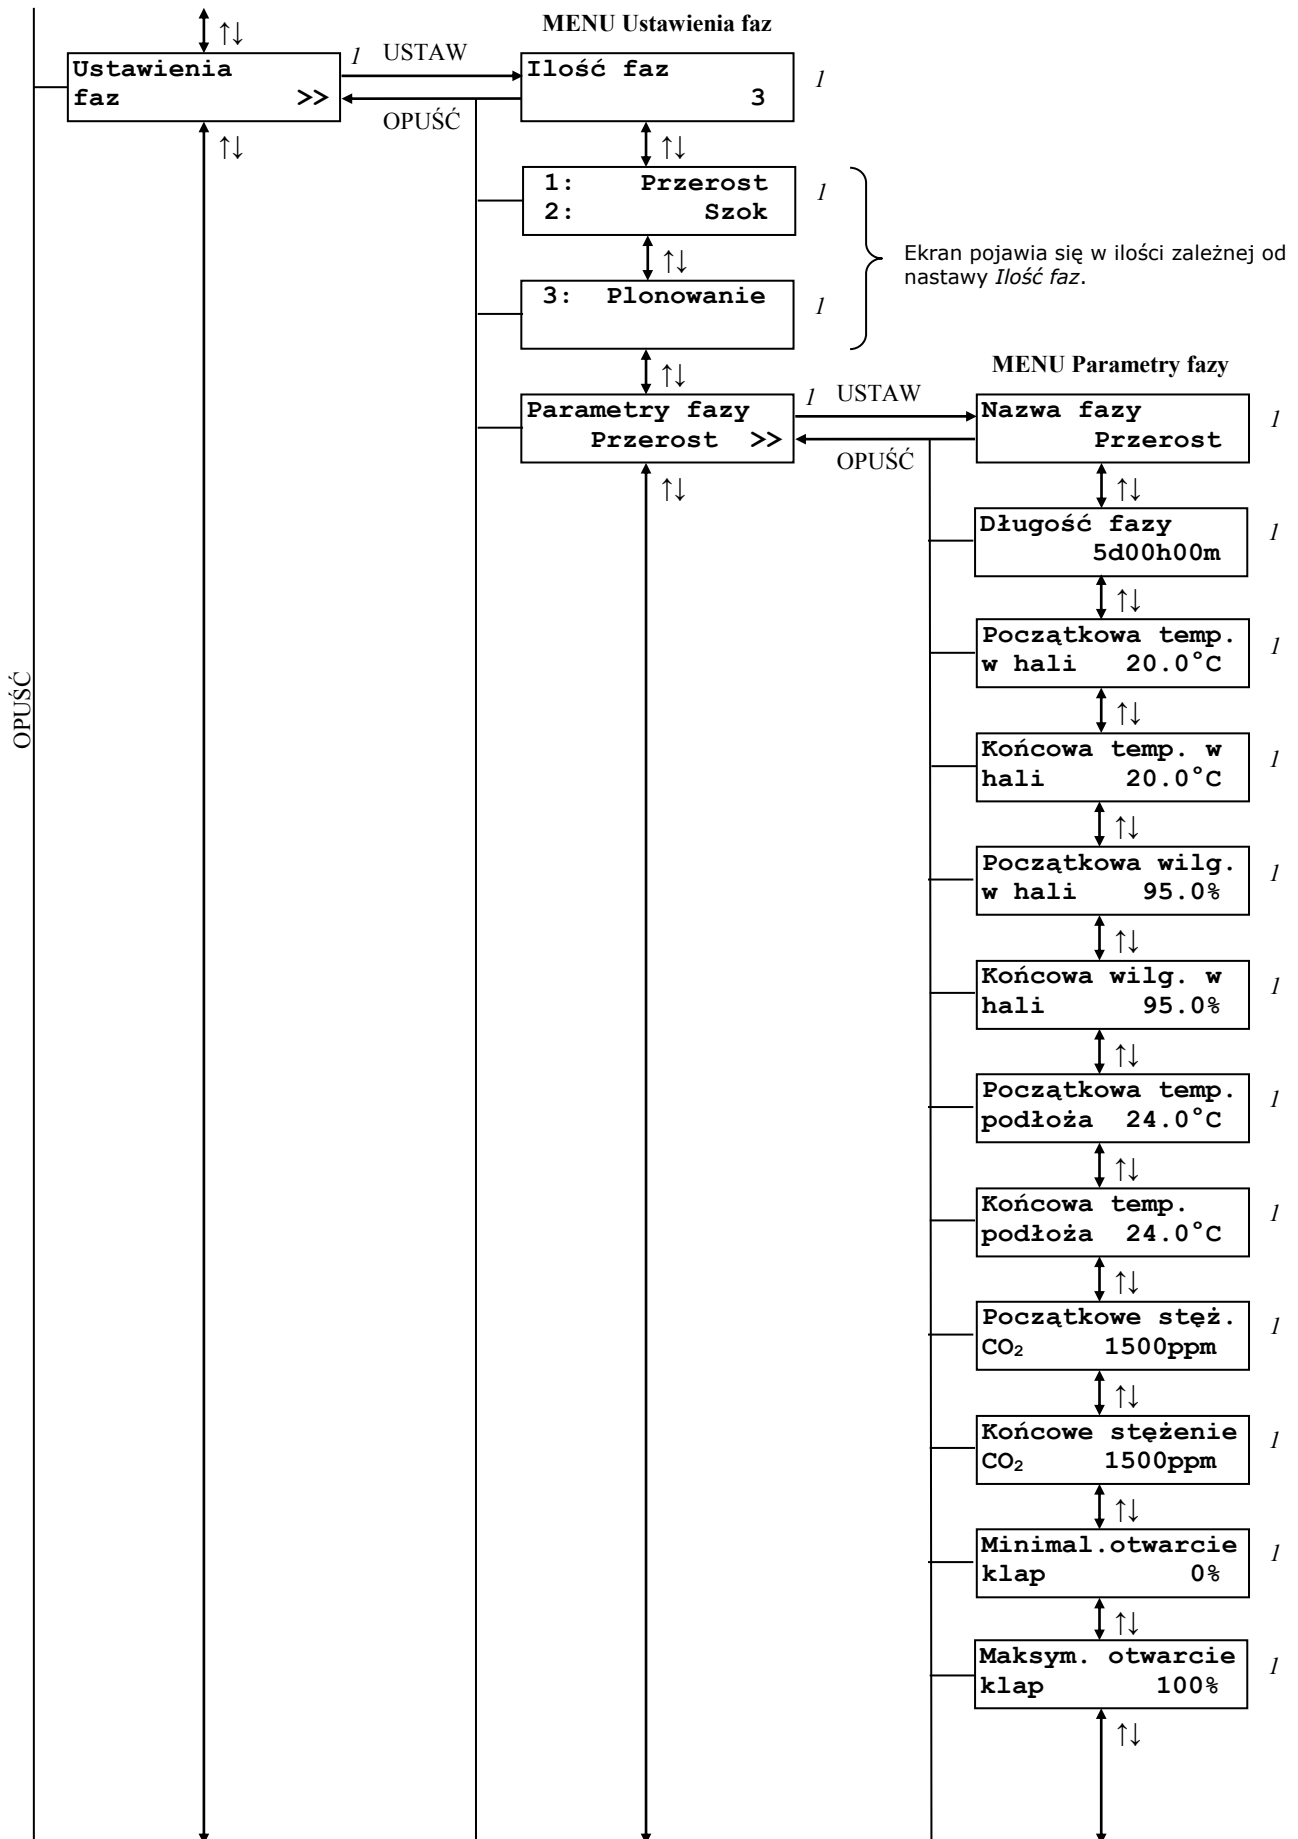 MENU Ustawienia faz
↑↓
Ustawienia
faz >>
1 USTAW
OPUŚĆ
Ilość faz
3
1
↑↓
↑↓
1: Przerost
2: Szok
1
↑↓
3: Plonowanie
1
Ekran pojawia się w ilości zależnej od
nastawy Ilość faz.
↑↓
MENU Parametry fazy
Parametry fazy
Przerost >>
1 USTAW
OPUŚĆ
↑↓
Nazwa fazy
Przerost
1
↑↓
Długość fazy
5d00h00m
1
↑↓
Początkowa temp.
w hali 20.0°C
1
↑↓
OPUŚĆ
Końcowa temp. w
hali 20.0°C
1
↑↓
Początkowa wilg.
w hali 95.0%
1
↑↓
Końcowa wilg. w
hali 95.0%
1
↑↓
Początkowa temp.
podłoża 24.0°C
1
↑↓
Końcowa temp.
podłoża 24.0°C
1
↑↓
Początkowe stęż.
CO₂ 1500ppm
1
↑↓
Końcowe stężenie
CO₂ 1500ppm
1
↑↓
Minimal.otwarcie
klap 0%
1
↑↓
Maksym. otwarcie
klap 100%
1
↑↓